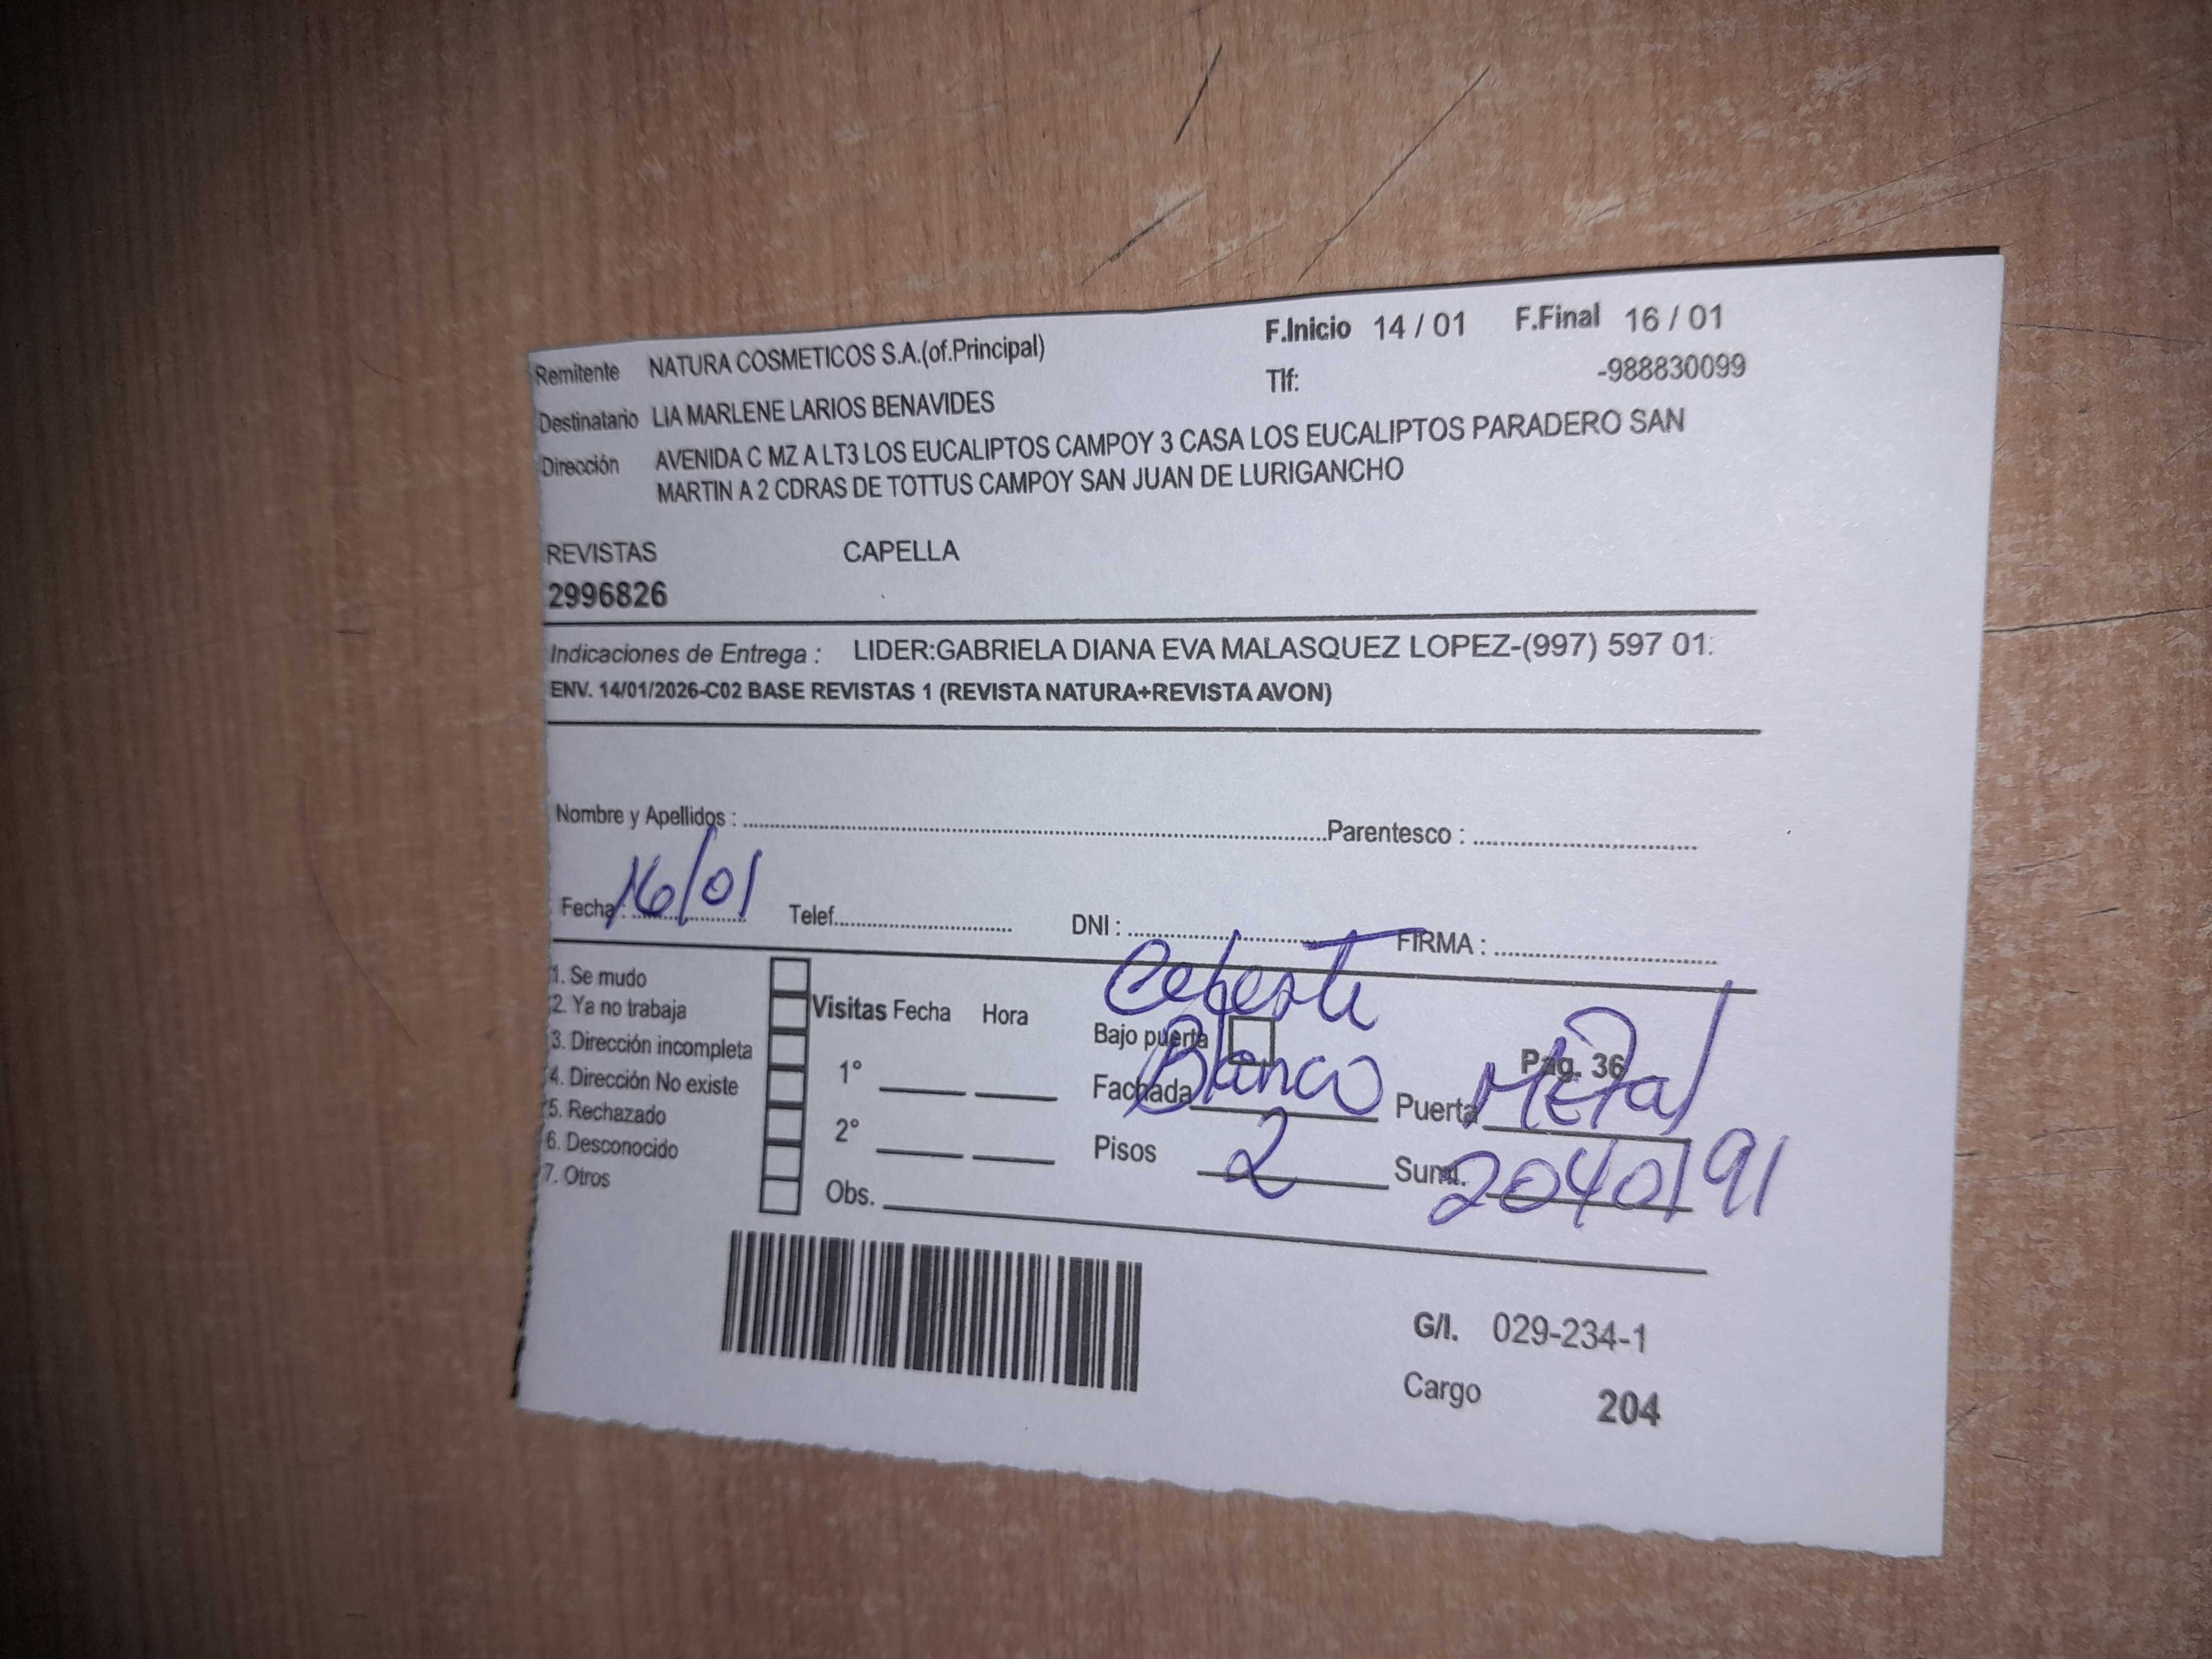 Remitente NATURA COSMETICOS S.A.(of.Principal) F.Inicio 14 / 01 F.Final 16 / 01
Tlf: -988830099
Destinatario LIA MARLENE LARIOS BENAVIDES
Dirección AVENIDA C MZ A LT3 LOS EUCALIPTOS CAMPOY 3 CASA LOS EUCALIPTOS PARADERO SAN
MARTIN A 2 CDRAS DE TOTTUS CAMPOY SAN JUAN DE LURIGANCHO
REVISTAS CAPELLA
2996826
Indicaciones de Entrega : LIDER:GABRIELA DIANA EVA MALASQUEZ LOPEZ-(997) 597 01
ENV. 14/01/2026-C02 BASE REVISTAS 1 (REVISTA NATURA+REVISTA AVON)
Nombre y Apellidos : Parentesco :
Fecha : 16/01 Telef. DNI : FIRMA :
1. Se mudo
2. Ya no trabaja
3. Dirección incompleta
4. Dirección No existe
5. Rechazado
6. Desconocido
7. Otros
Visitas Fecha Hora
1°
2°
Obs.
Celeste
Bajo puerta Pag. 36
Fachada Blanco Puerta Metal
Pisos 2 Sumi. 2040191
G/I. 029-234-1
Cargo 204